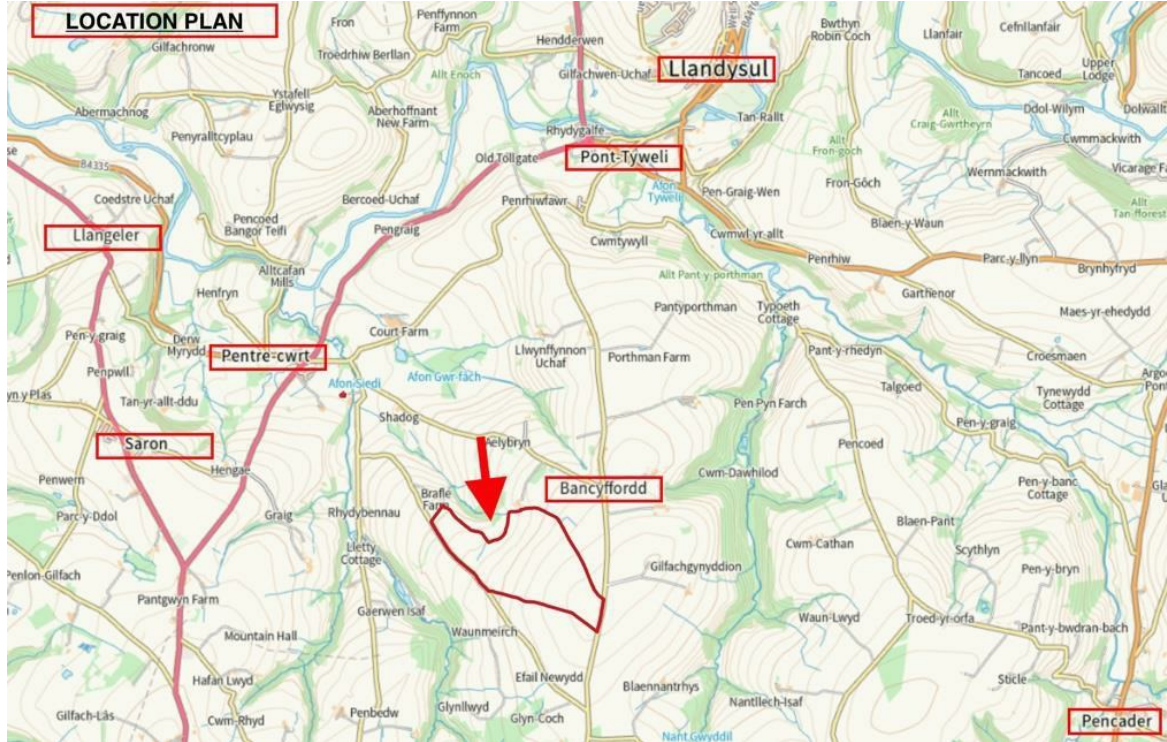 LOCATION PLAN
Gilfachronw
Fron
Penffynnon
Farm
Troedrhiw Berllan
Hendderwen
Allt Enoch
Gilfachwen-Uchaf
Llandysul
B4476
Bwthyn
Robin Coch
Llanfair
Cefnllanfair
Tancoed
Upper
Lodge
Abermachnog
Ystafell
Eglwysig
Aberhoffnant
New Farm
Penyralltcyplau
Rhydygalfe
Tan-Rallt
Allt
Craig-Gwrtheyrn
Ddol-Wilym
Dolwallt
Cwmmackwith
Allt
Fron-goch
B4335
Old Tollgate
Pont-Tyweli
Afon
Tyweli
Pen-Graig-Wen
Fron-Gôch
Wernmackwith
Vicarage Fa
Coedstre Uchaf
Bercoed-Uchaf
Penrhiwfawr
Allt
Tan fforest
Pencoed
Bangor Teifi
Pengraig
Blaen-y-Waun
Llangeler
Cwmtywyll
Cwmwl-yr-allt
Penrhiw
Parc-y-llyn
Brynhyfryd
Alltcafan
Mills
Allt Pant-y-porthman
Henfryn
Pantyporthman
Typoeth
Cottage
Garthenor
Maes-yr-ehedydd
Pen-y-graig
Derw
Myrydd
Court Farm
Pentre-cwrt
Llwynffynnon
Uchaf
Porthman Farm
Pant-y-rhedyn
Croesmaen
Penpwll
Afon Siedi
Afon Gwr-fach
Talgoed
Tynewydd
Cottage
Argo
Pont
n y Plas
Tan-yr-allt-ddu
Shadog
Pen Pyn Farch
Pen-y-graig
Saron
Aelybryn
Pencoed
Hengae
Penwern
Cwm-Dawhilod
Pen-y-banc
Cottage
Gla
Brafle
Farm
Bancyffordd
Parc-y-Ddol
Graig
Rhydybennau
Blaen-Pant
Lletty
Cottage
Cwm-Cathan
Scythlyn
Penlon-Gilfach
Gilfachgynyddion
Pen-y-bryn
Pantgwyn Farm
Gaerwen Isaf
Waun-Lwyd
Troed-yr-orfa
Mountain Hall
Waunmeirch
Pant-y-bwdran-bach
Hafan Lwyd
Efail Newydd
Blaennantrhys
Sticle
Gilfach-Lâs
Cwm-Rhyd
Penbedw
Glynllwyd
Glyn-Coch
Nantllech-Isaf
Pencader
Nant Gwyddil